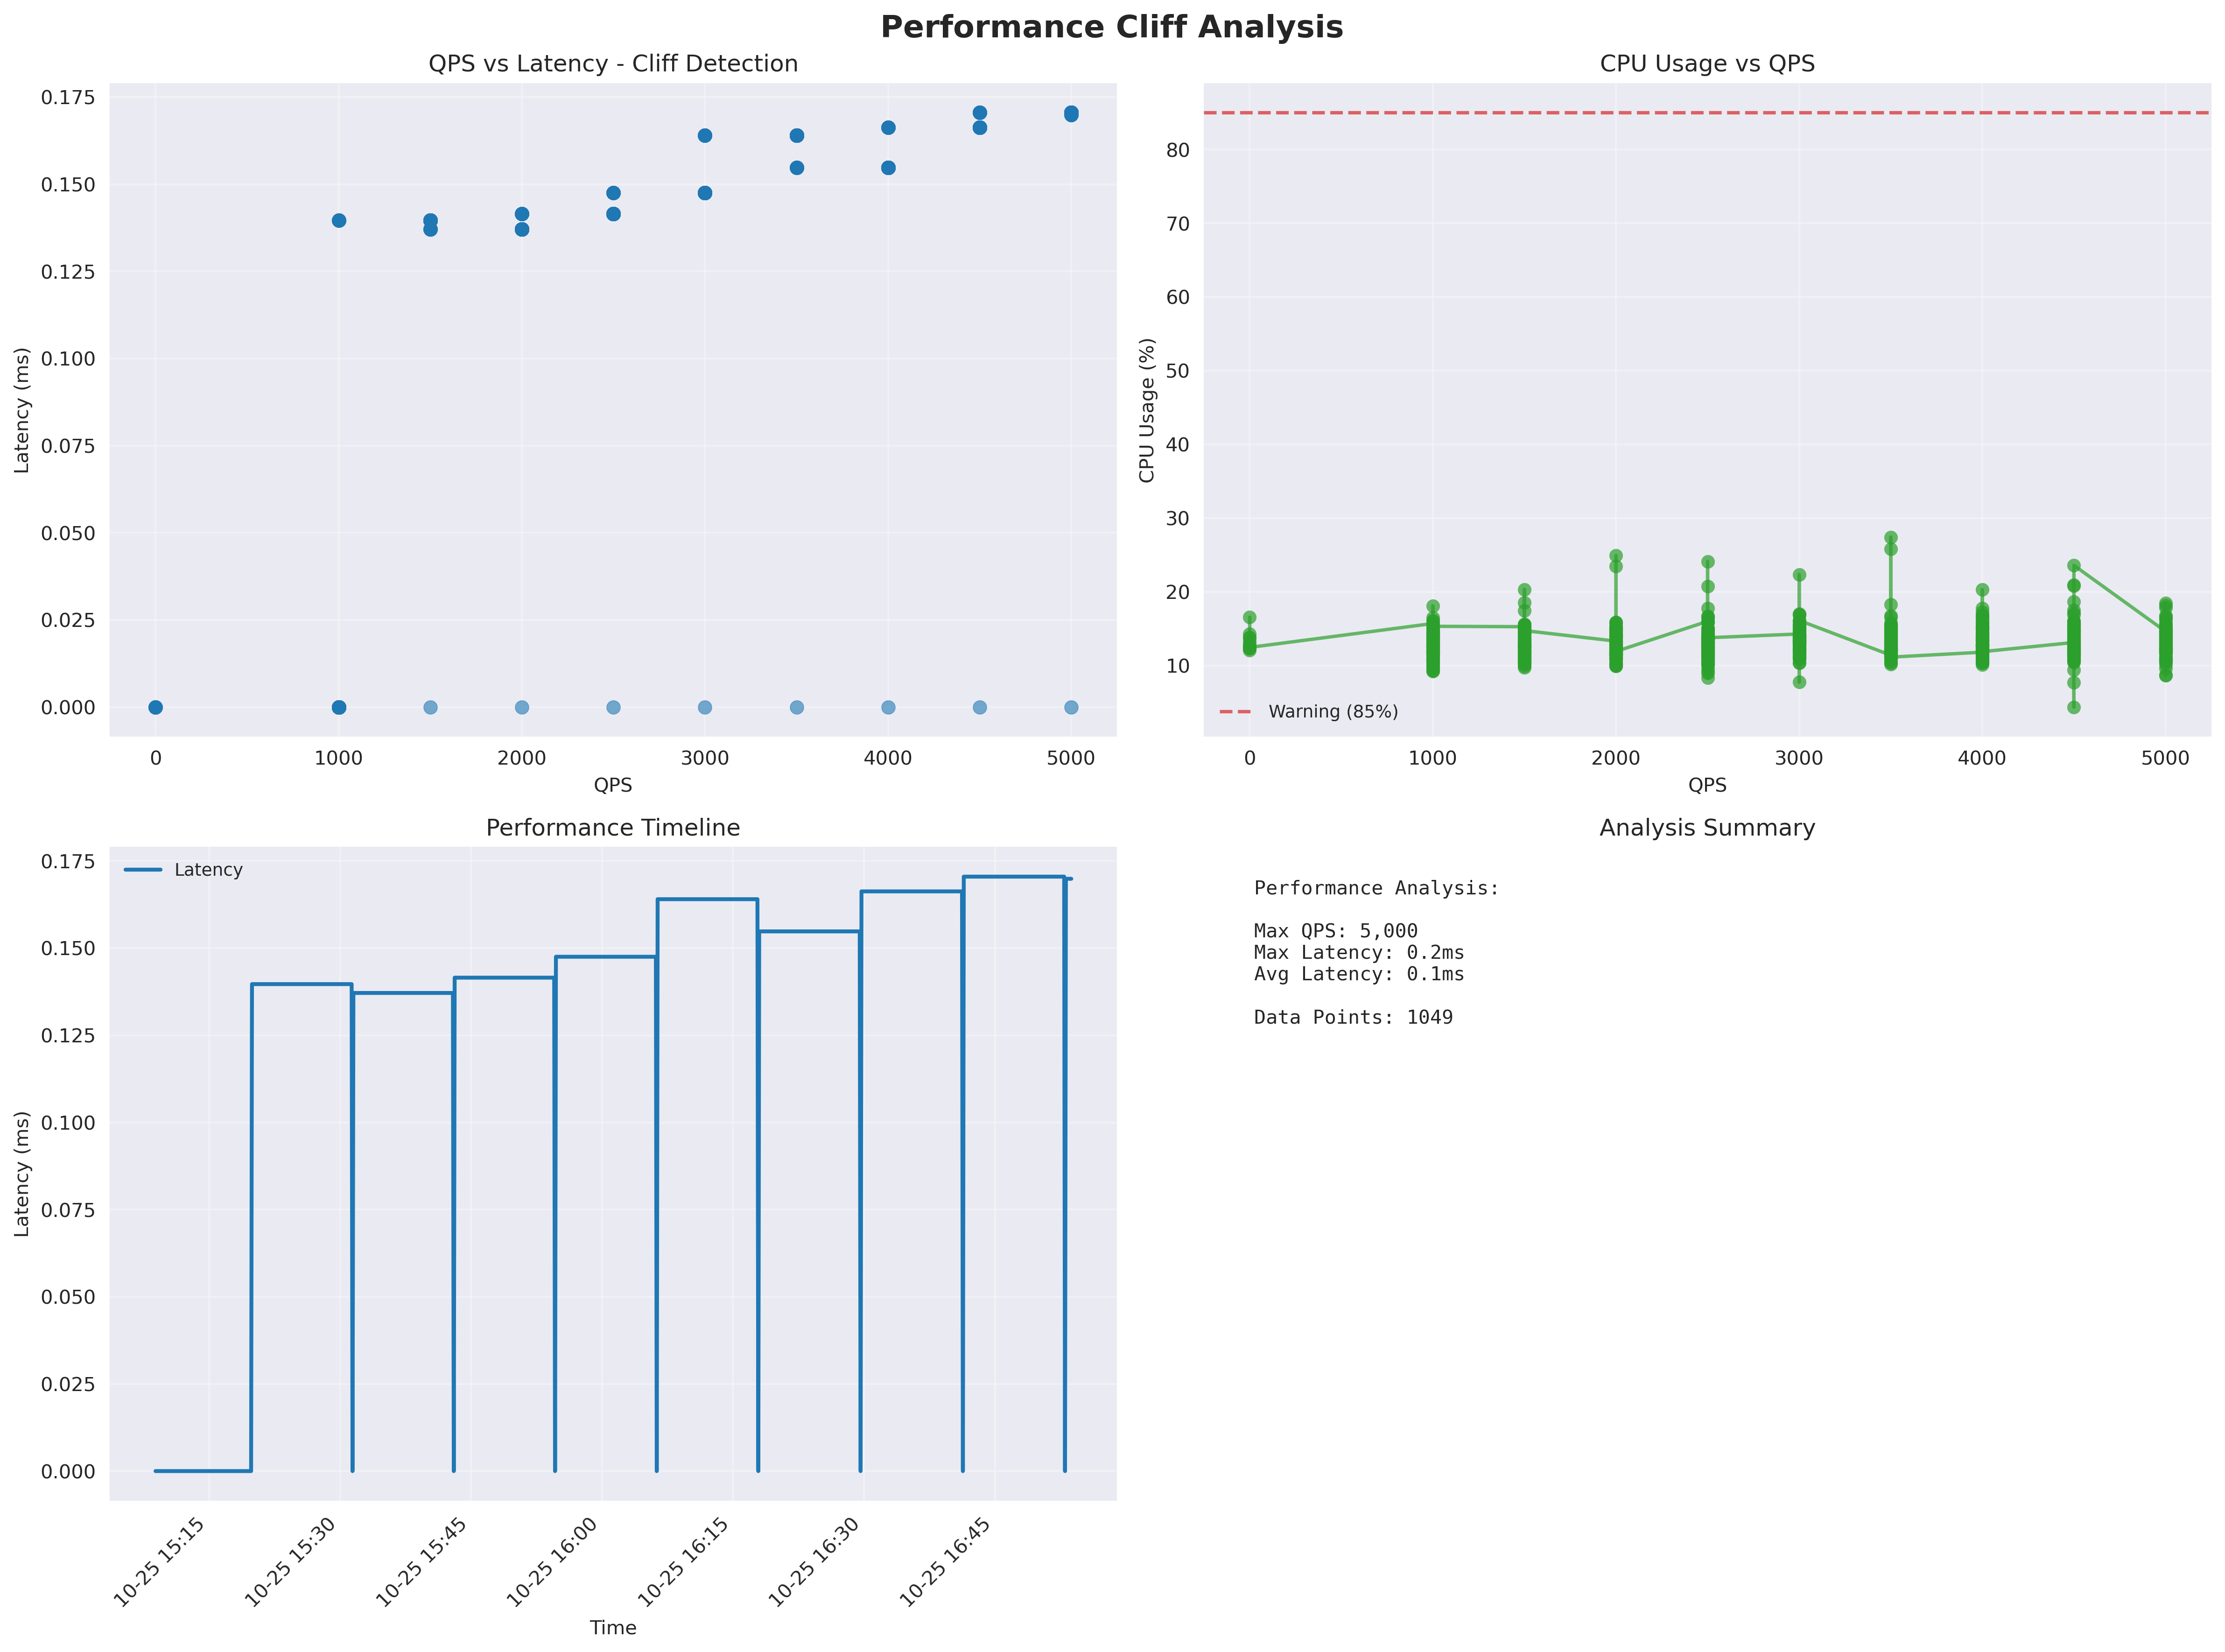 Performance Cliff Analysis
QPS vs Latency - Cliff Detection
0.175
0.150
0.125
0.100
0.075
0.050
0.025
0.000
Latency (ms)
0 1000 2000 3000 4000 5000
QPS
CPU Usage vs QPS
80
70
60
50
40
30
20
10
CPU Usage (%)
Warning (85%)
0 1000 2000 3000 4000 5000
QPS
Performance Timeline
Latency
0.175
0.150
0.125
0.100
0.075
0.050
0.025
0.000
Latency (ms)
10-25 15:15
10-25 15:30
10-25 15:45
10-25 16:00
10-25 16:15
10-25 16:30
10-25 16:45
Time
Analysis Summary
Performance Analysis:
Max QPS: 5,000
Max Latency: 0.2ms
Avg Latency: 0.1ms
Data Points: 1049